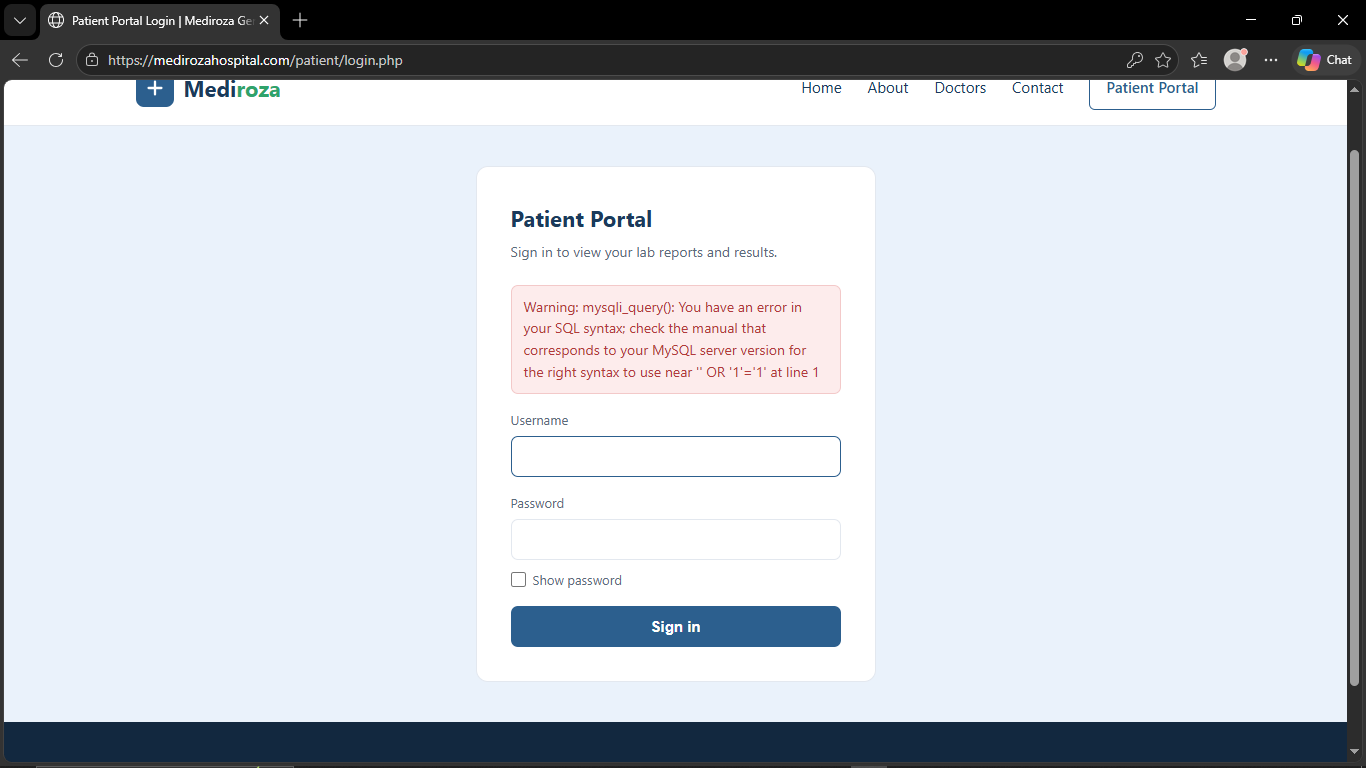 Patient Portal Login | Mediroza Ge
https://medirozahospital.com/patient/login.php
Chat
Mediroza
Home About Doctors Contact Patient Portal
Patient Portal
Sign in to view your lab reports and results.
Warning: mysqli_query(): You have an error in
your SQL syntax; check the manual that
corresponds to your MySQL server version for
the right syntax to use near '' OR '1'='1' at line 1
Username
Password
Show password
Sign in